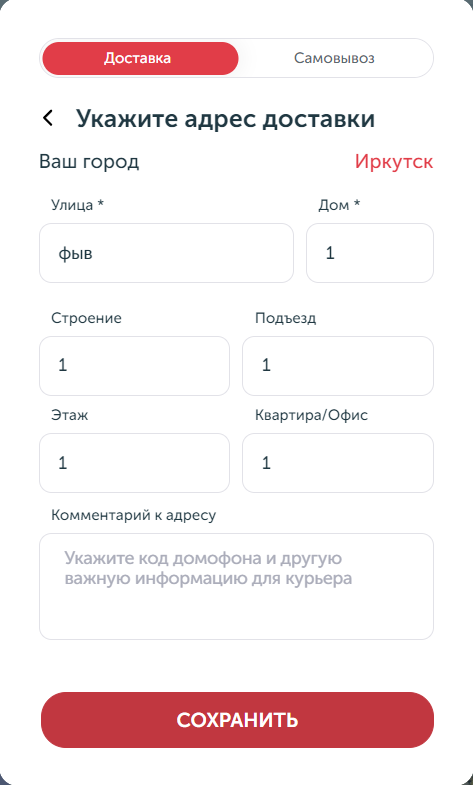 Доставка Самовывоз
Укажите адрес доставки
Ваш город Иркутск
Улица * Дом *
фыв 1
Строение Подъезд
1 1
Этаж Квартира/Офис
1 1
Комментарий к адресу
Укажите код домофона и другую
важную информацию для курьера
СОХРАНИТЬ